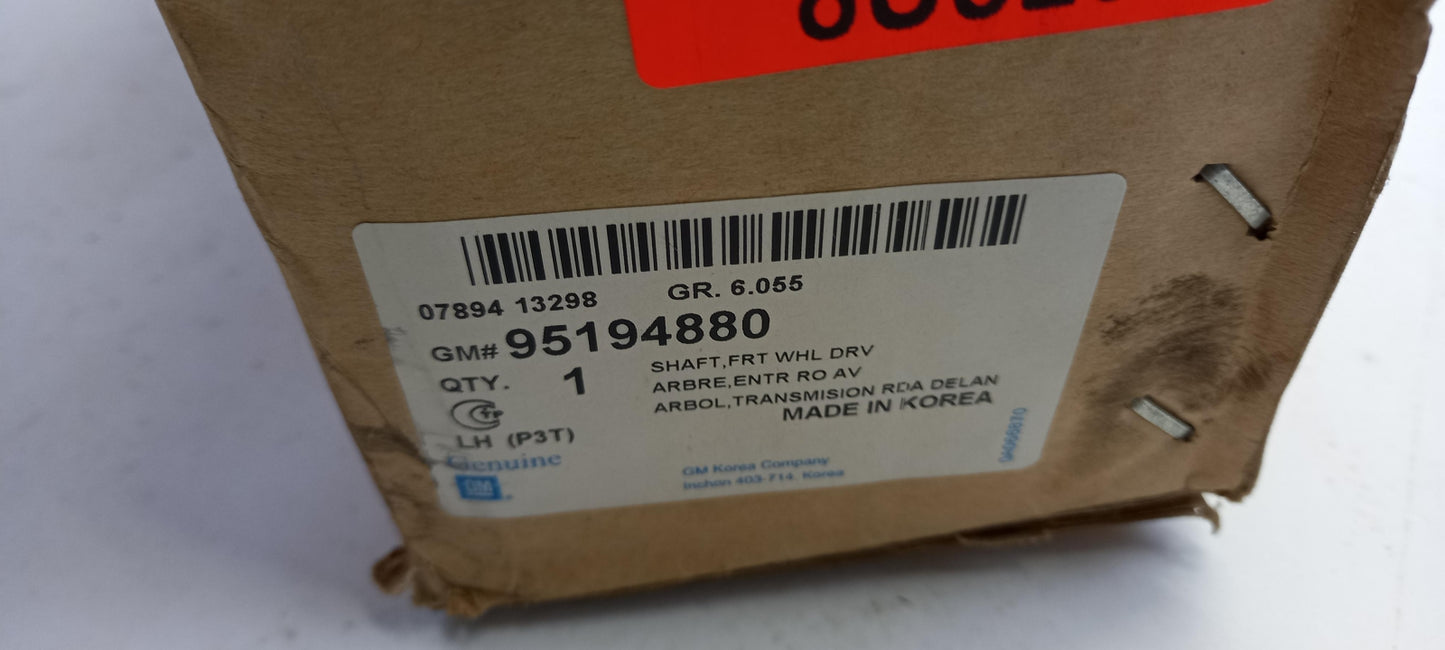 07894 13298 GR. 6.055
GM# 95194880
QTY. 1 SHAFT,FRT WHL DRV
ARBRE,ENTR RO AV
ARBOL,TRANSMISION RDA DELAN
MADE IN KOREA
LH (P3T)
Genuine
GM
GM Korea Company
Inchon 403-714, Korea